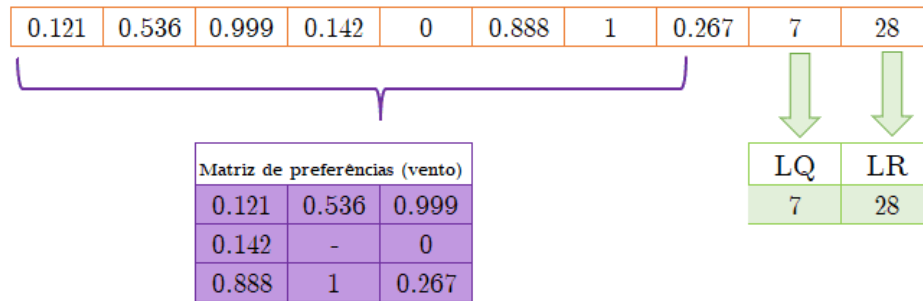 0.121 0.536 0.999 0.142 0 0.888 1 0.267 7 28
Matriz de preferências (vento)
0.121 0.536 0.999
0.142 - 0
0.888 1 0.267
LQ LR
7 28